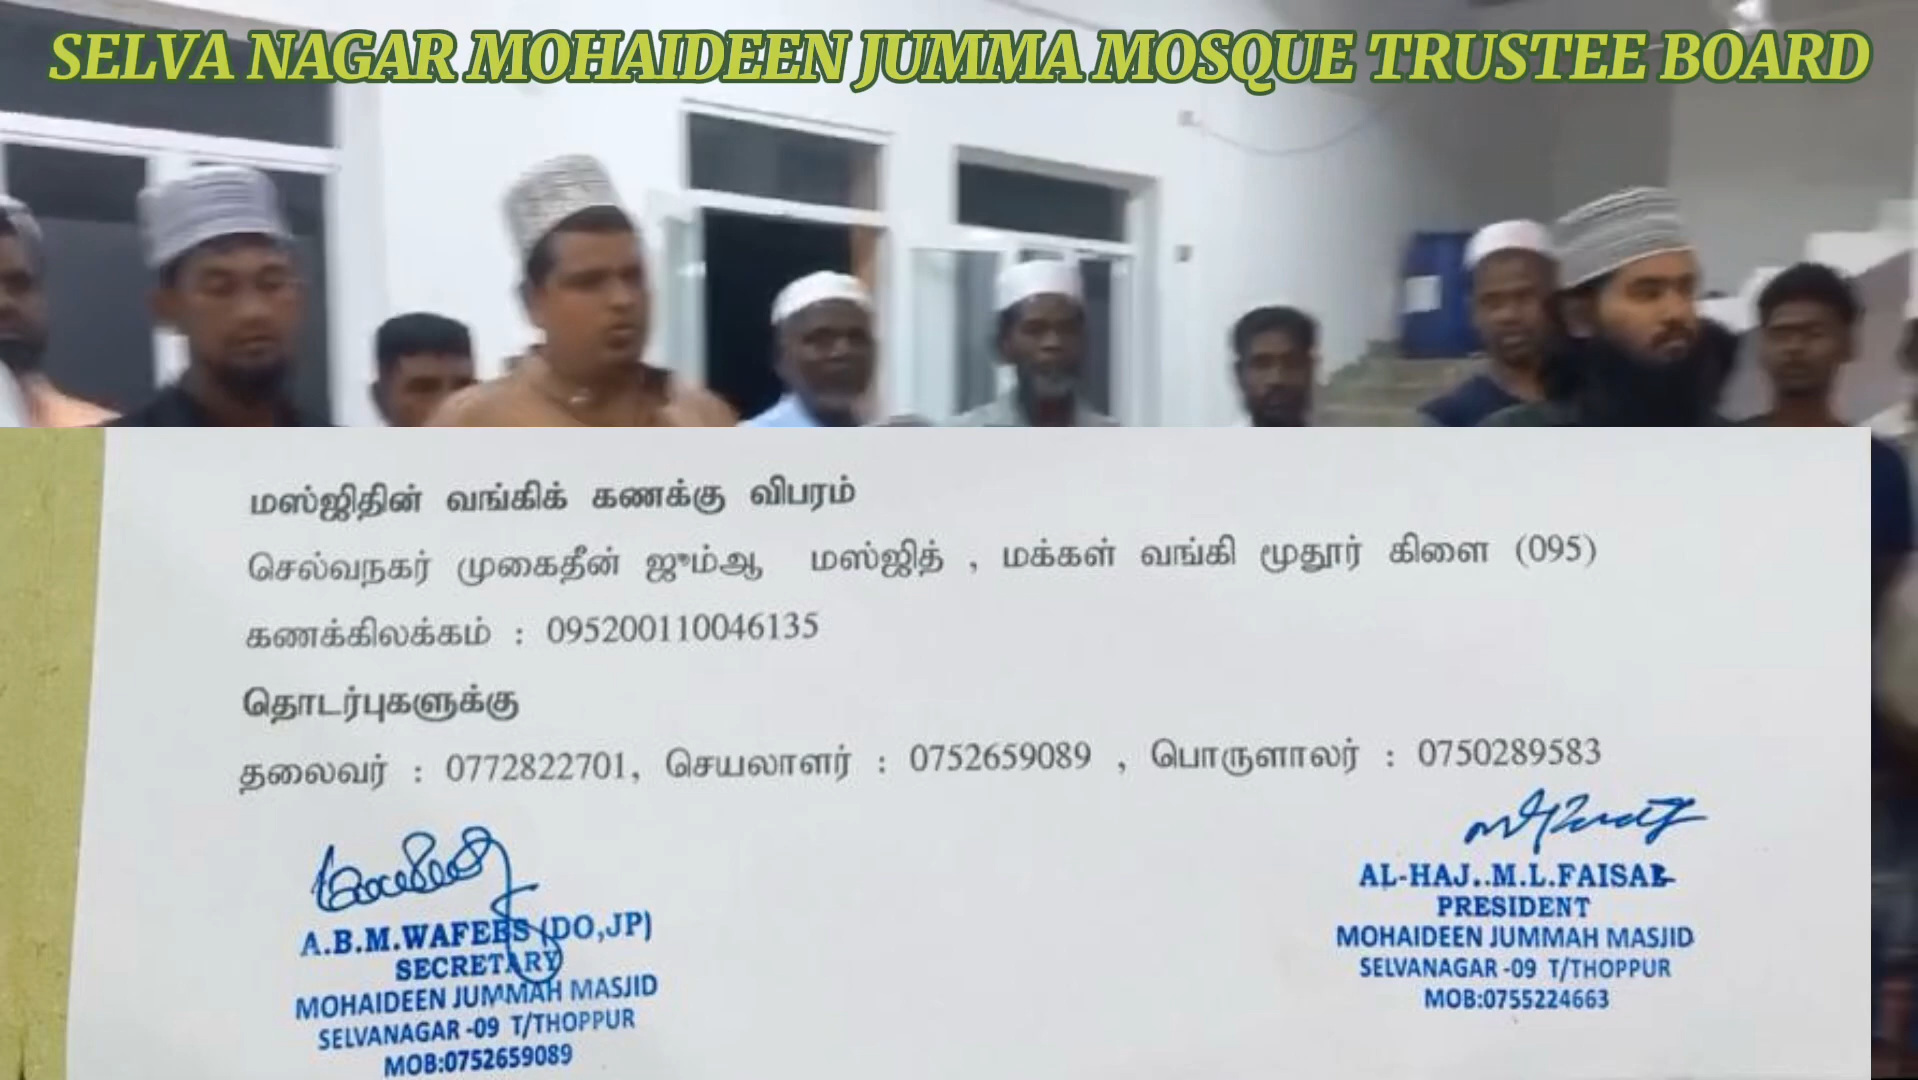 SELVA NAGAR MOHAIDEEN JUMMA MOSQUE TRUSTEE BOARD
மஸ்ஜிதின் வங்கிக் கணக்கு விபரம்
செல்வநகர் முகைதீன் ஜும்ஆ மஸ்ஜித் , மக்கள் வங்கி மூதூர் கிளை (095)
கணக்கிலக்கம் : 095200110046135
தொடர்புகளுக்கு
தலைவர் : 0772822701, செயலாளர் : 0752659089 , பொருளாலர் : 0750289583
A.B.M.WAFEES (DO,JP)
SECRETARY
MOHAIDEEN JUMMAH MASJID
SELVANAGAR -09 T/THOPPUR
MOB:0752659089
AL-HAJ..M.L.FAISAL
PRESIDENT
MOHAIDEEN JUMMAH MASJID
SELVANAGAR -09 T/THOPPUR
MOB:0755224663